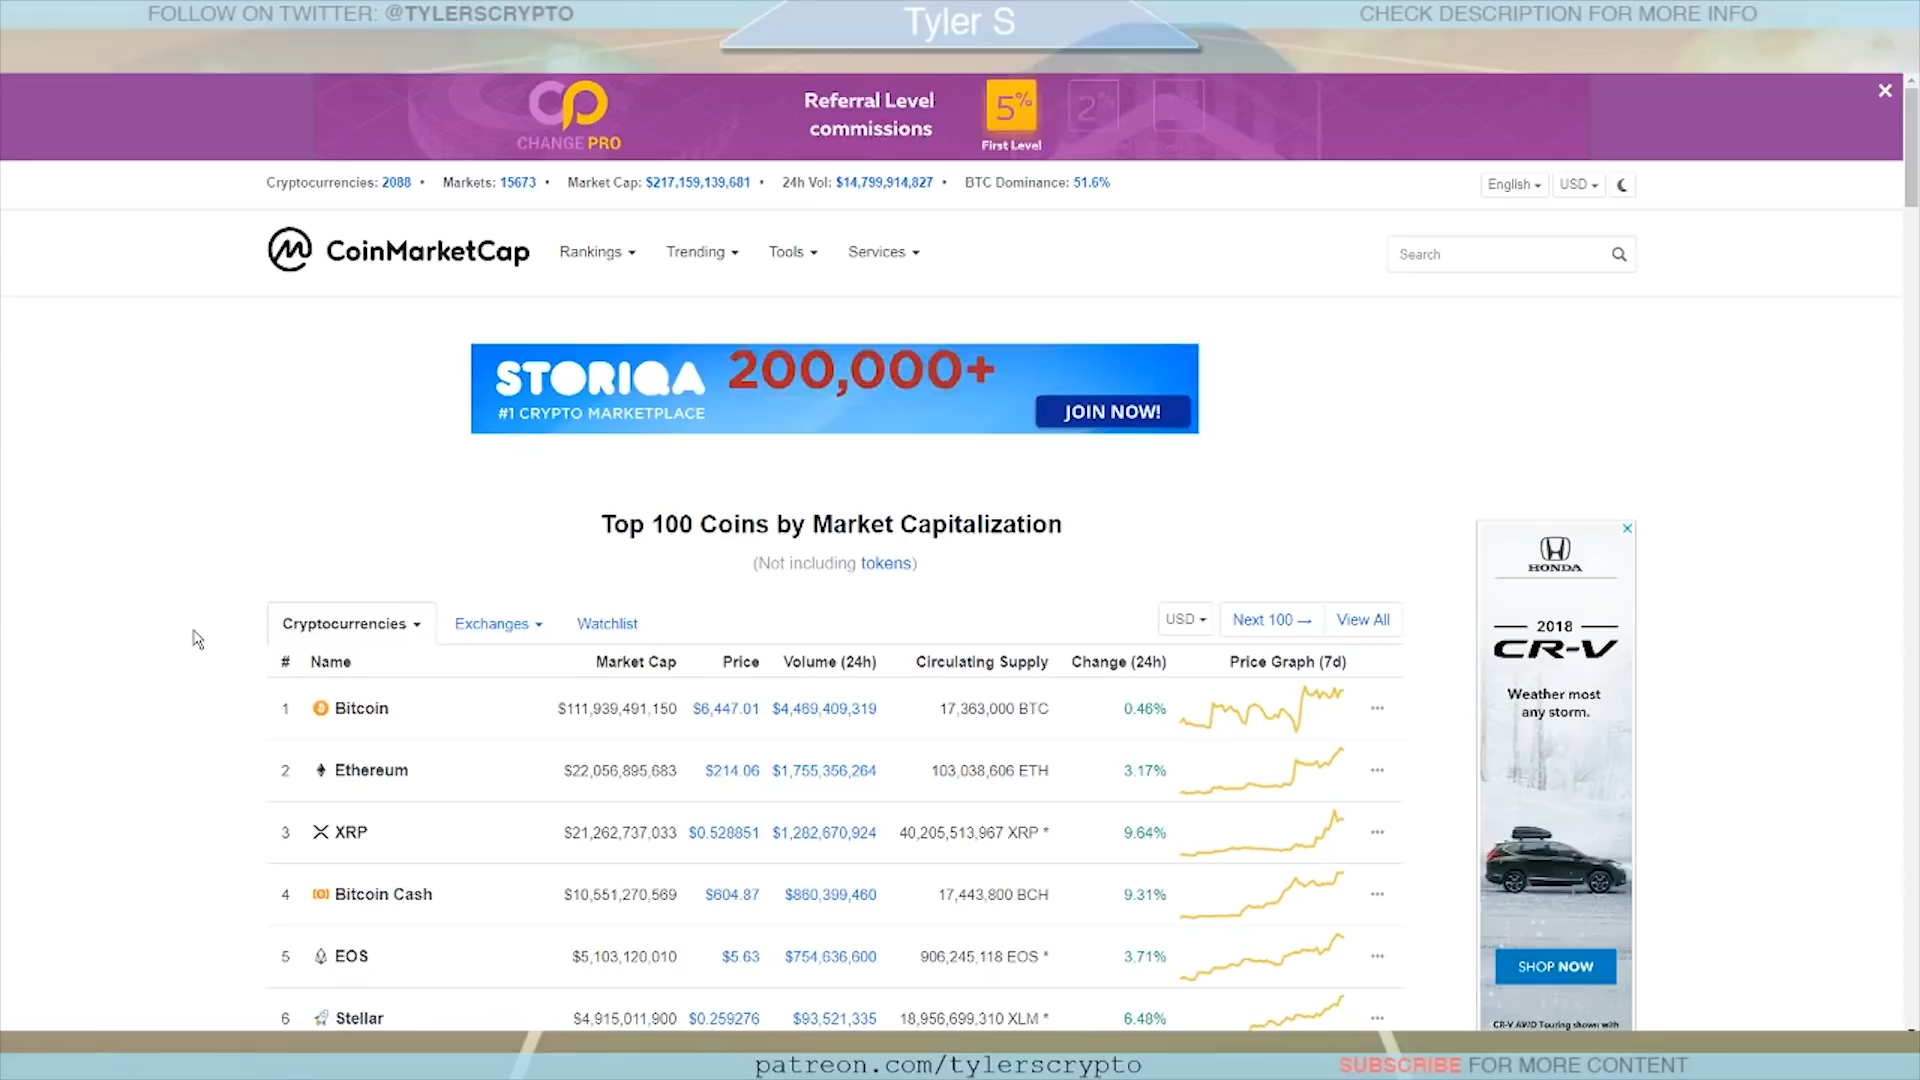 FOLLOW ON TWITTER: @TYLERSCRYPTO
Tyler S
CHECK DESCRIPTION FOR MORE INFO
CHANGE PRO
Referral Level
commissions
5%
First Level
2%
Cryptocurrencies: 2088 • Markets: 15673 • Market Cap: $217,159,139,681 • 24h Vol: $14,799,914,827 • BTC Dominance: 51.6%
English USD
CoinMarketCap Rankings Trending Tools Services Search
STORIQA 200,000+
#1 CRYPTO MARKETPLACE
JOIN NOW!
Top 100 Coins by Market Capitalization
(Not including tokens)
Cryptocurrencies Exchanges Watchlist USD Next 100 → View All
# Name Market Cap Price Volume (24h) Circulating Supply Change (24h) Price Graph (7d)
1 Bitcoin $111,939,491,150 $6,447.01 $4,469,409,319 17,363,000 BTC 0.46%
2 Ethereum $22,056,895,683 $214.06 $1,755,356,264 103,038,606 ETH 3.17%
3 XRP $21,262,737,033 $0.528851 $1,282,670,924 40,205,513,967 XRP * 9.64%
4 Bitcoin Cash $10,551,270,569 $604.87 $860,399,460 17,443,800 BCH 9.31%
5 EOS $5,103,120,010 $5.63 $754,636,600 906,245,118 EOS * 3.71%
6 Stellar $4,915,011,900 $0.259276 $93,521,335 18,956,699,310 XLM * 6.48%
HONDA
2018
CR-V
Weather most
any storm.
SHOP NOW
CR-V AWD Touring shown with
patreon.com/tylerscrypto
SUBSCRIBE FOR MORE CONTENT